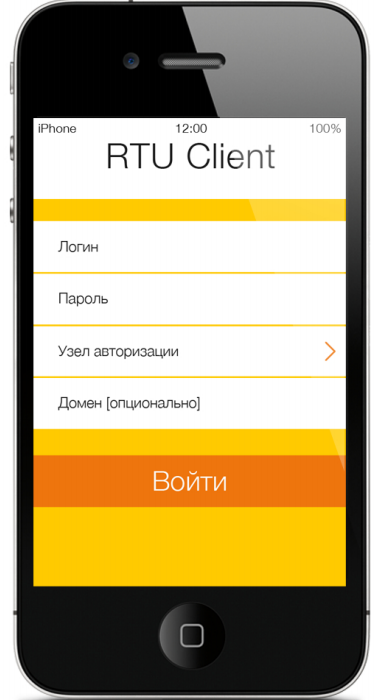 iPhone 12:00 100%
RTU Client
Логин
Пароль
Узел авторизации
Домен [опционально]
Войти